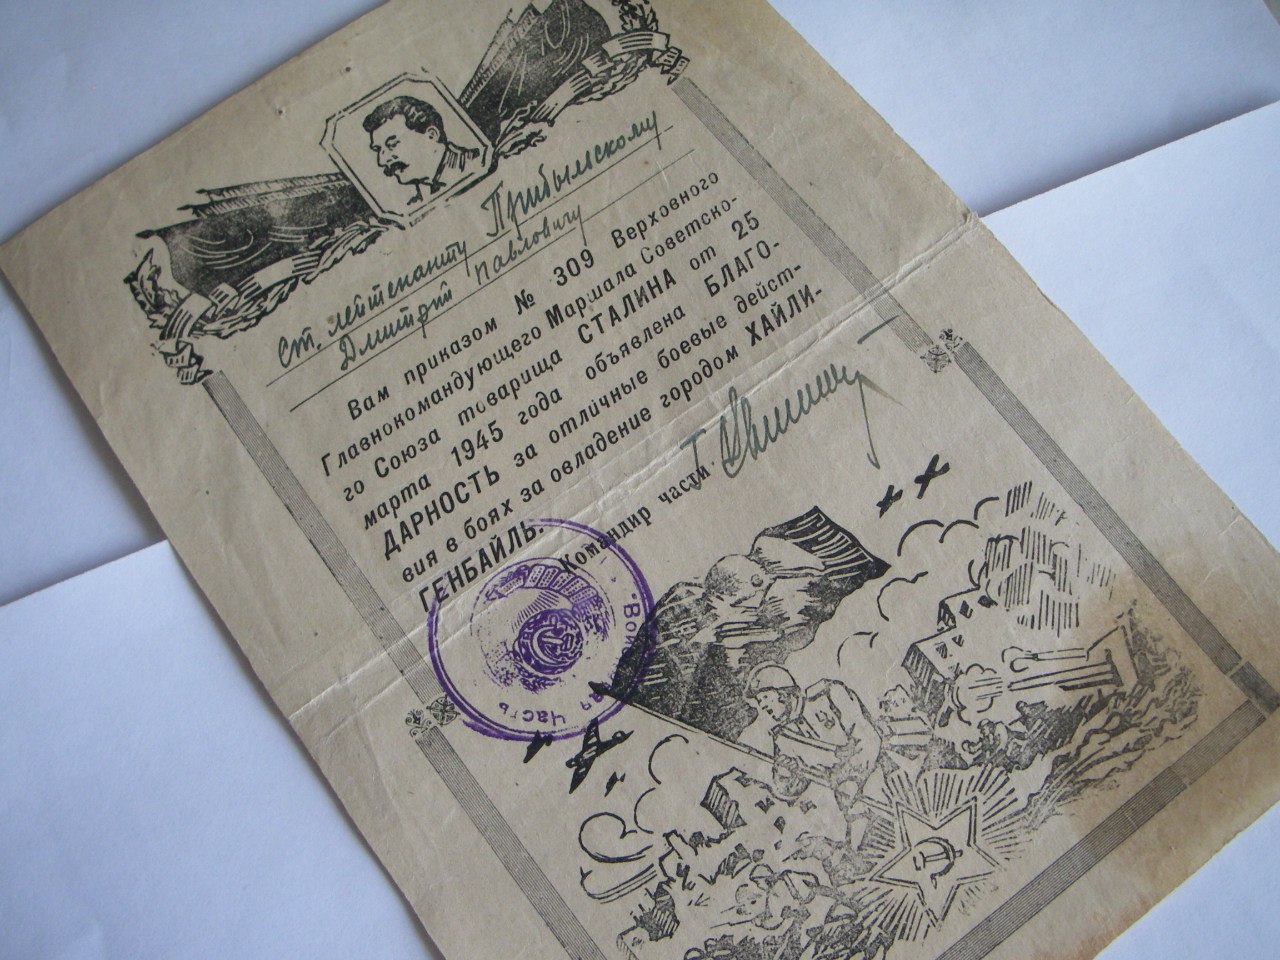 Ст. лейтенанту Прибыльскому
Дмитрий Павловичу
Вам приказом № 309 Верховного
Главнокомандующего Маршала Советско-
го Союза товарища СТАЛИНА от 25
марта 1945 года объявлена БЛАГО-
ДАРНОСТЬ за отличные боевые дейст-
вия в боях за овладение городом ХАЙЛИ-
ГЕНБАЙЛЬ.
Командир части
Часть